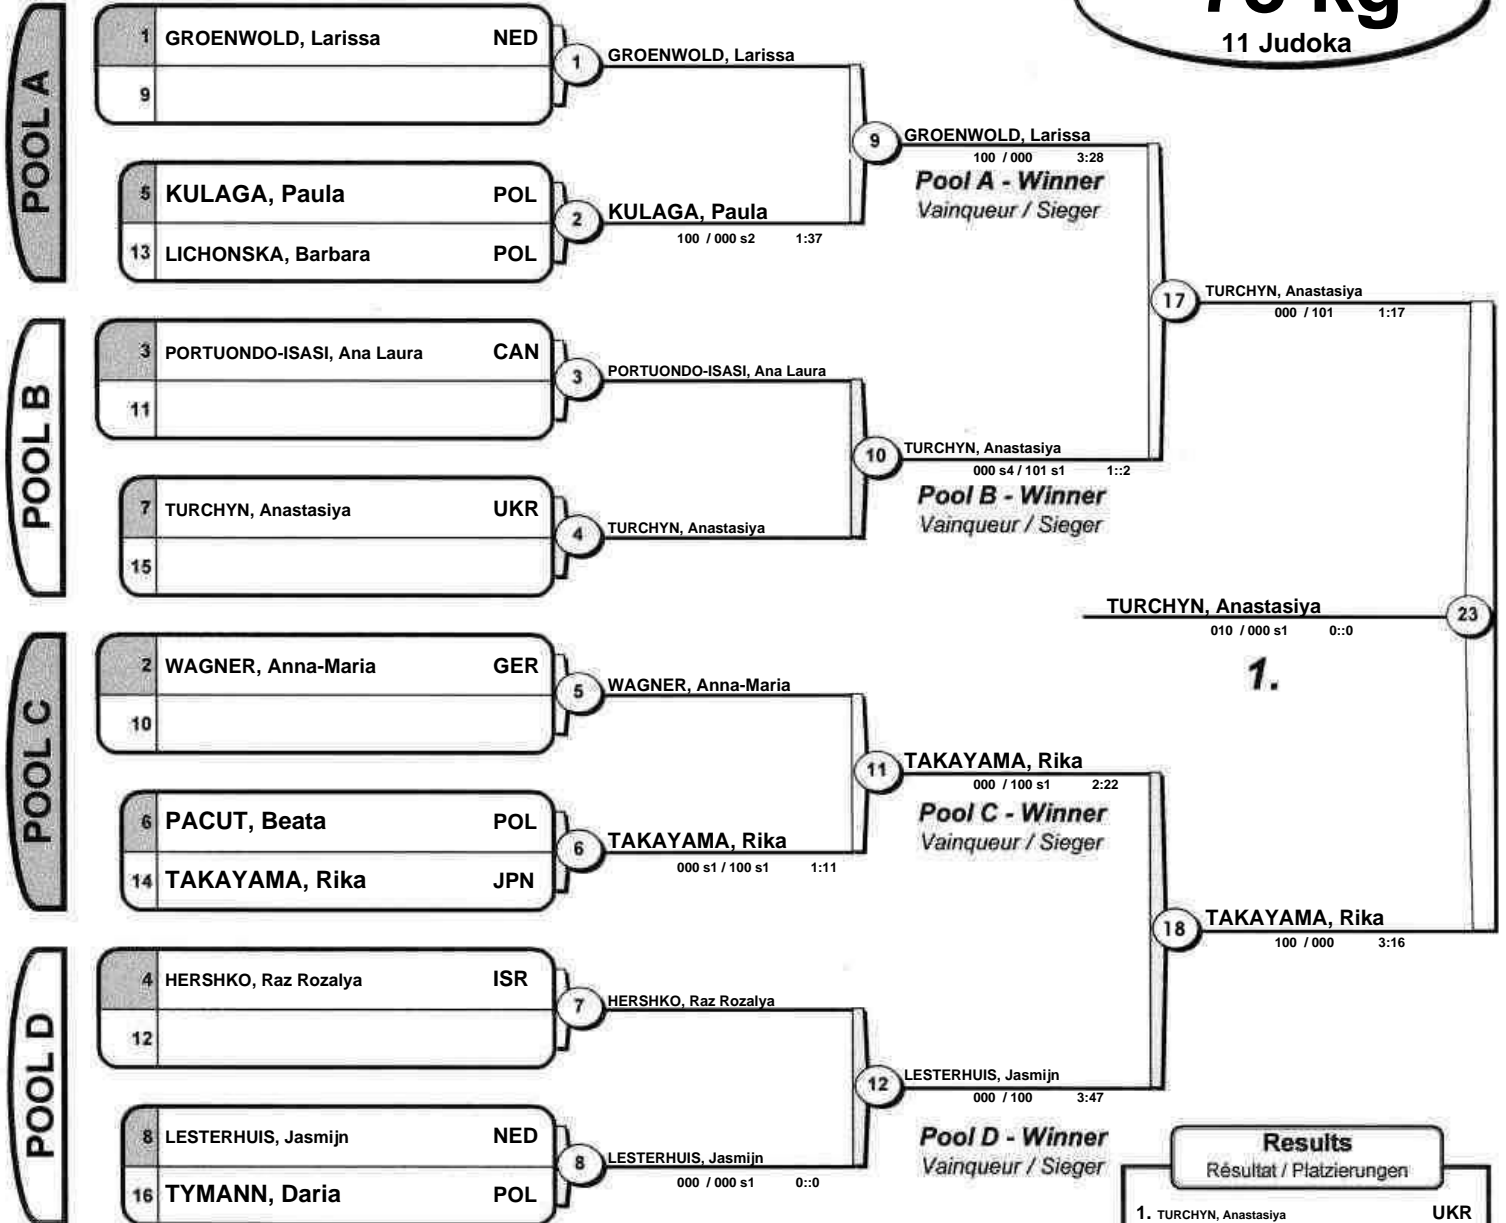 78 kg
11 Judoka
POOL A
1 GROENWOLD, Larissa NED
9
1
GROENWOLD, Larissa
5 KULAGA, Paula POL
13 LICHONSKA, Barbara POL
2
KULAGA, Paula
100 / 000 s2 1:37
9
GROENWOLD, Larissa
100 / 000 3:28
Pool A - Winner
Vainqueur / Sieger
POOL B
3 PORTUONDO-ISASI, Ana Laura CAN
11
3
PORTUONDO-ISASI, Ana Laura
7 TURCHYN, Anastasiya UKR
15
4
TURCHYN, Anastasiya
10
TURCHYN, Anastasiya
000 s4 / 101 s1 1::2
Pool B - Winner
Vainqueur / Sieger
17
TURCHYN, Anastasiya
000 / 101 1:17
TURCHYN, Anastasiya
010 / 000 s1 0::0
23
1.
POOL C
2 WAGNER, Anna-Maria GER
10
5
WAGNER, Anna-Maria
6 PACUT, Beata POL
14 TAKAYAMA, Rika JPN
6
TAKAYAMA, Rika
000 s1 / 100 s1 1:11
11
TAKAYAMA, Rika
000 / 100 s1 2:22
Pool C - Winner
Vainqueur / Sieger
18
TAKAYAMA, Rika
100 / 000 3:16
POOL D
4 HERSHKO, Raz Rozalya ISR
12
7
HERSHKO, Raz Rozalya
8 LESTERHUIS, Jasmijn NED
16 TYMANN, Daria POL
8
LESTERHUIS, Jasmijn
000 / 000 s1 0::0
12
LESTERHUIS, Jasmijn
000 / 100 3:47
Pool D - Winner
Vainqueur / Sieger
Results
Résultat / Platzierungen
1. TURCHYN, Anastasiya UKR